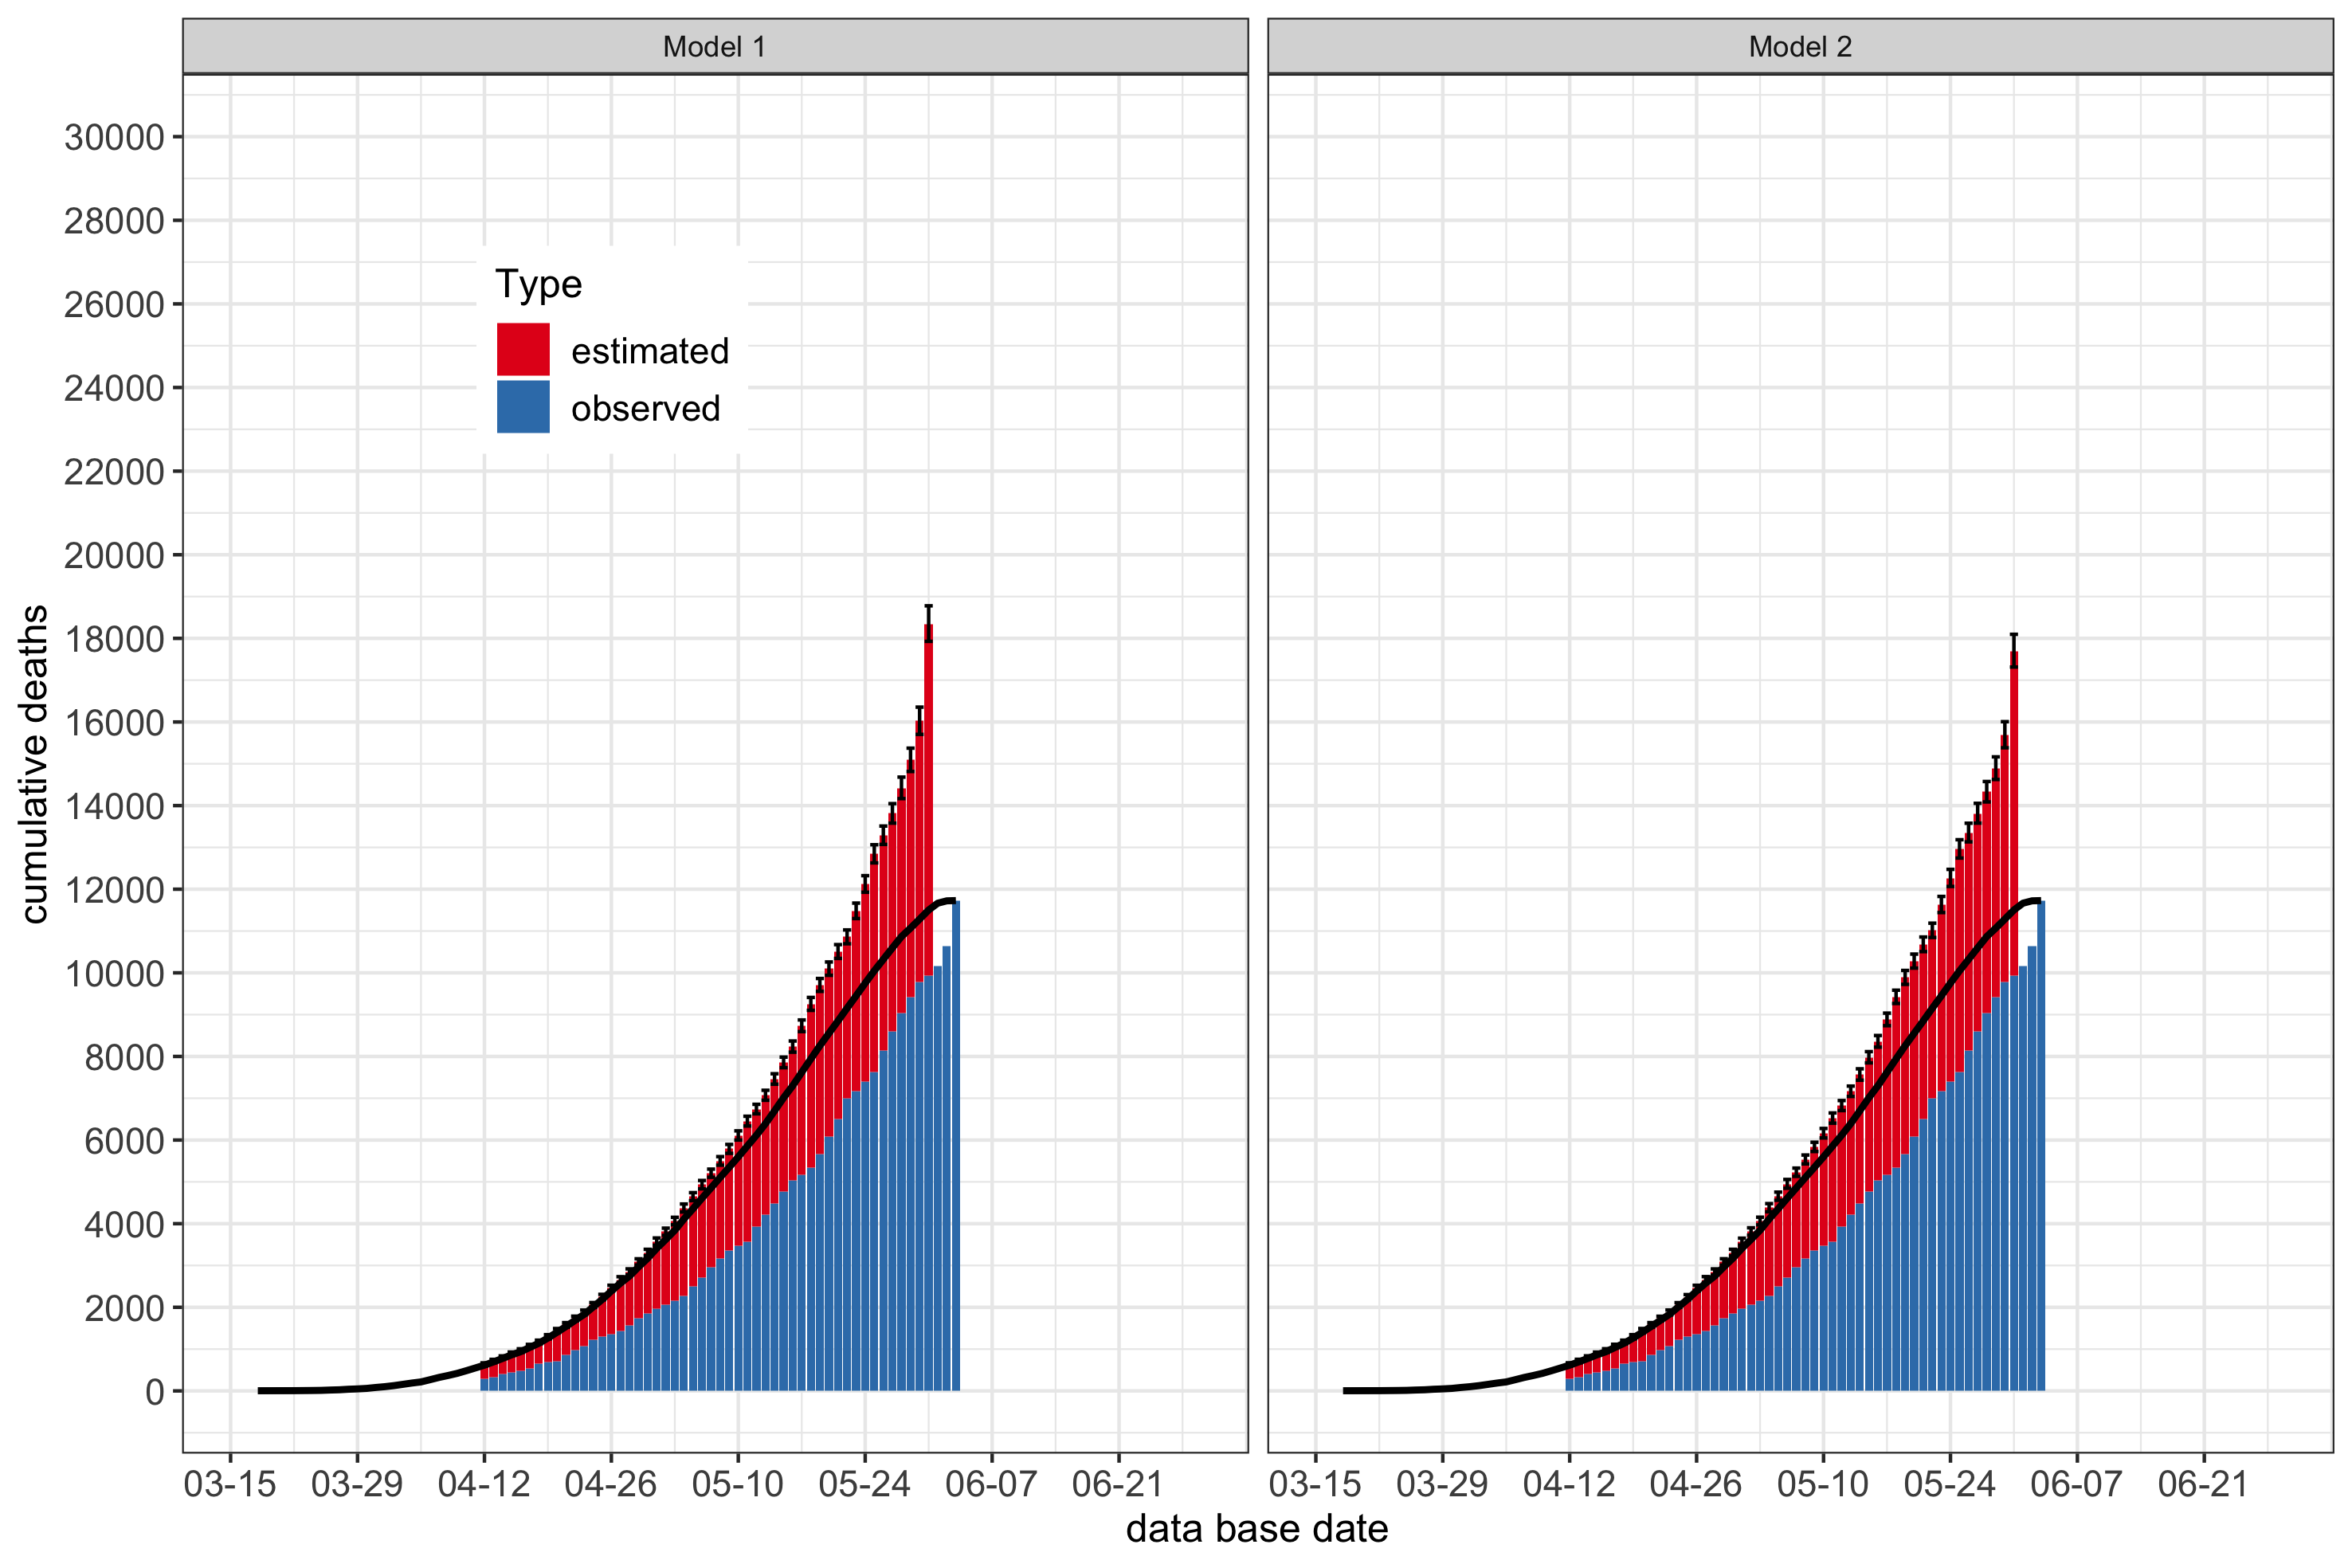 Model 1
Model 2
cumulative deaths
30000
28000
26000
24000
22000
20000
18000
16000
14000
12000
10000
8000
6000
4000
2000
0
Type
estimated
observed
03-15 03-29 04-12 04-26 05-10 05-24 06-07 06-21
03-15 03-29 04-12 04-26 05-10 05-24 06-07 06-21
data base date